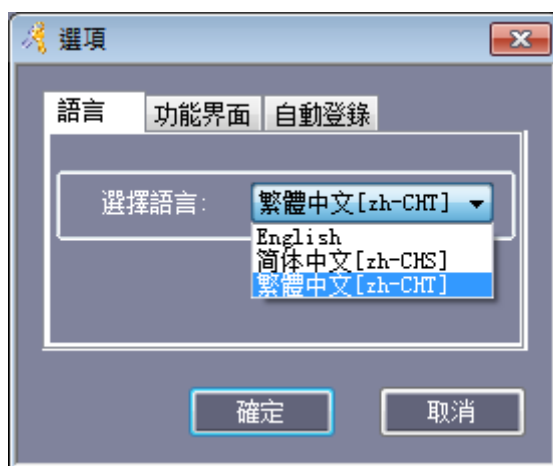 選項
語言 功能界面 自動登錄
選擇語言: 繁體中文[zh-CHT]
English
简体中文[zh-CHS]
繁體中文[zh-CHT]
確定 取消